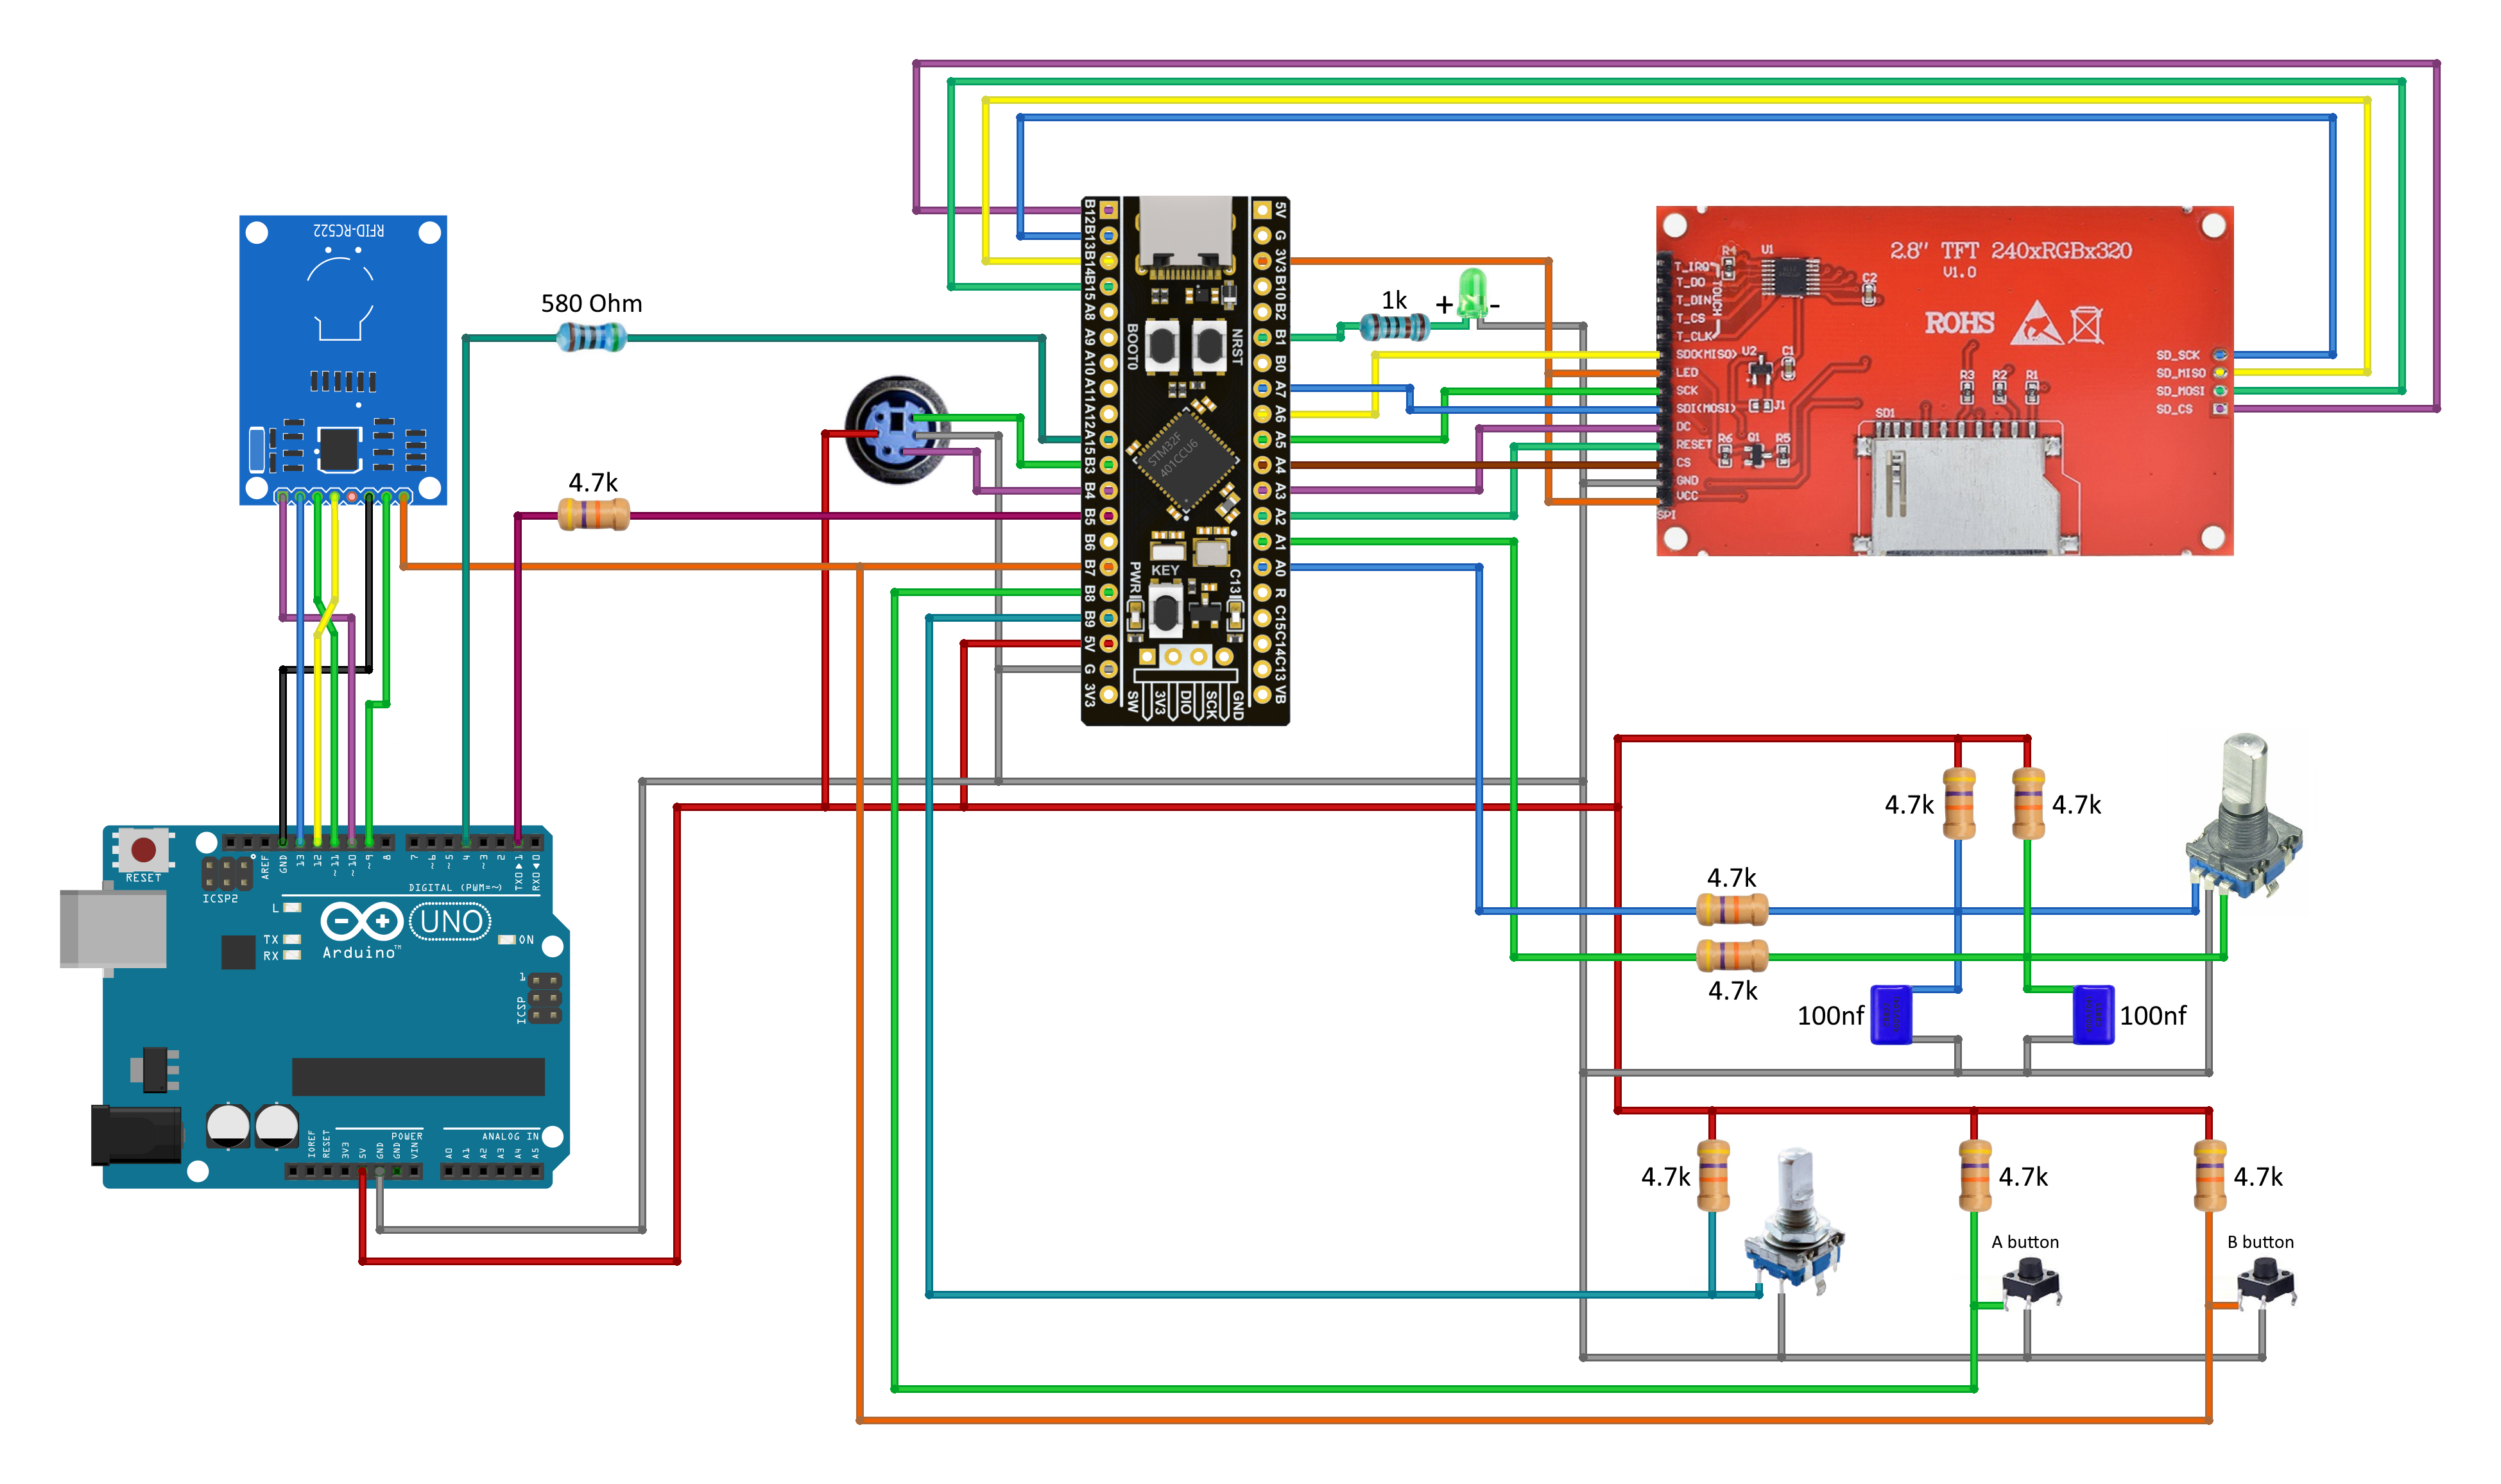 RFID-RC522
580 Ohm
4.7k
B12
B13
B14
B15
A8
A9
A10
A11
A12
A15
B3
B4
B5
B6
B7
B8
B9
5V
G
3V3
BOOT0
NRST
STM32F
401CCU6
PWR
KEY
C13
SW
3V3
DIO
SCK
GND
5V
G
3V3
B10
B2
B1
B0
A7
A6
A5
A4
A3
A2
A1
A0
R
C15
C14
C13
VB
1k
+
-
2.8" TFT 240xRGBx320
V1.0
ROHS
T_IRQ
T_DO
T_DIN
T_CS
T_CLK
TOUCH
SDO(MISO)
LED
SCK
SDI(MOSI)
DC
RESET
CS
GND
VCC
SPI
R4
U1
C2
U2
C1
J1
R6
Q1
R5
R3
R2
R1
SD1
SD_SCK
SD_MISO
SD_MOSI
SD_CS
RESET
ICSP2
AREF
GND
13
12
~11
~10
~9
8
7
~6
~5
4
~3
2
TX0
1
RX0
0
DIGITAL (PWM=~)
L
TX
RX
UNO
Arduino™
ON
1
ICSP
IOREF
RESET
3V3
5V
GND
GND
VIN
POWER
ANALOG IN
A0
A1
A2
A3
A4
A5
4.7k
4.7k
4.7k
4.7k
100nf
100nf
4.7k
4.7k
4.7k
A button
B button